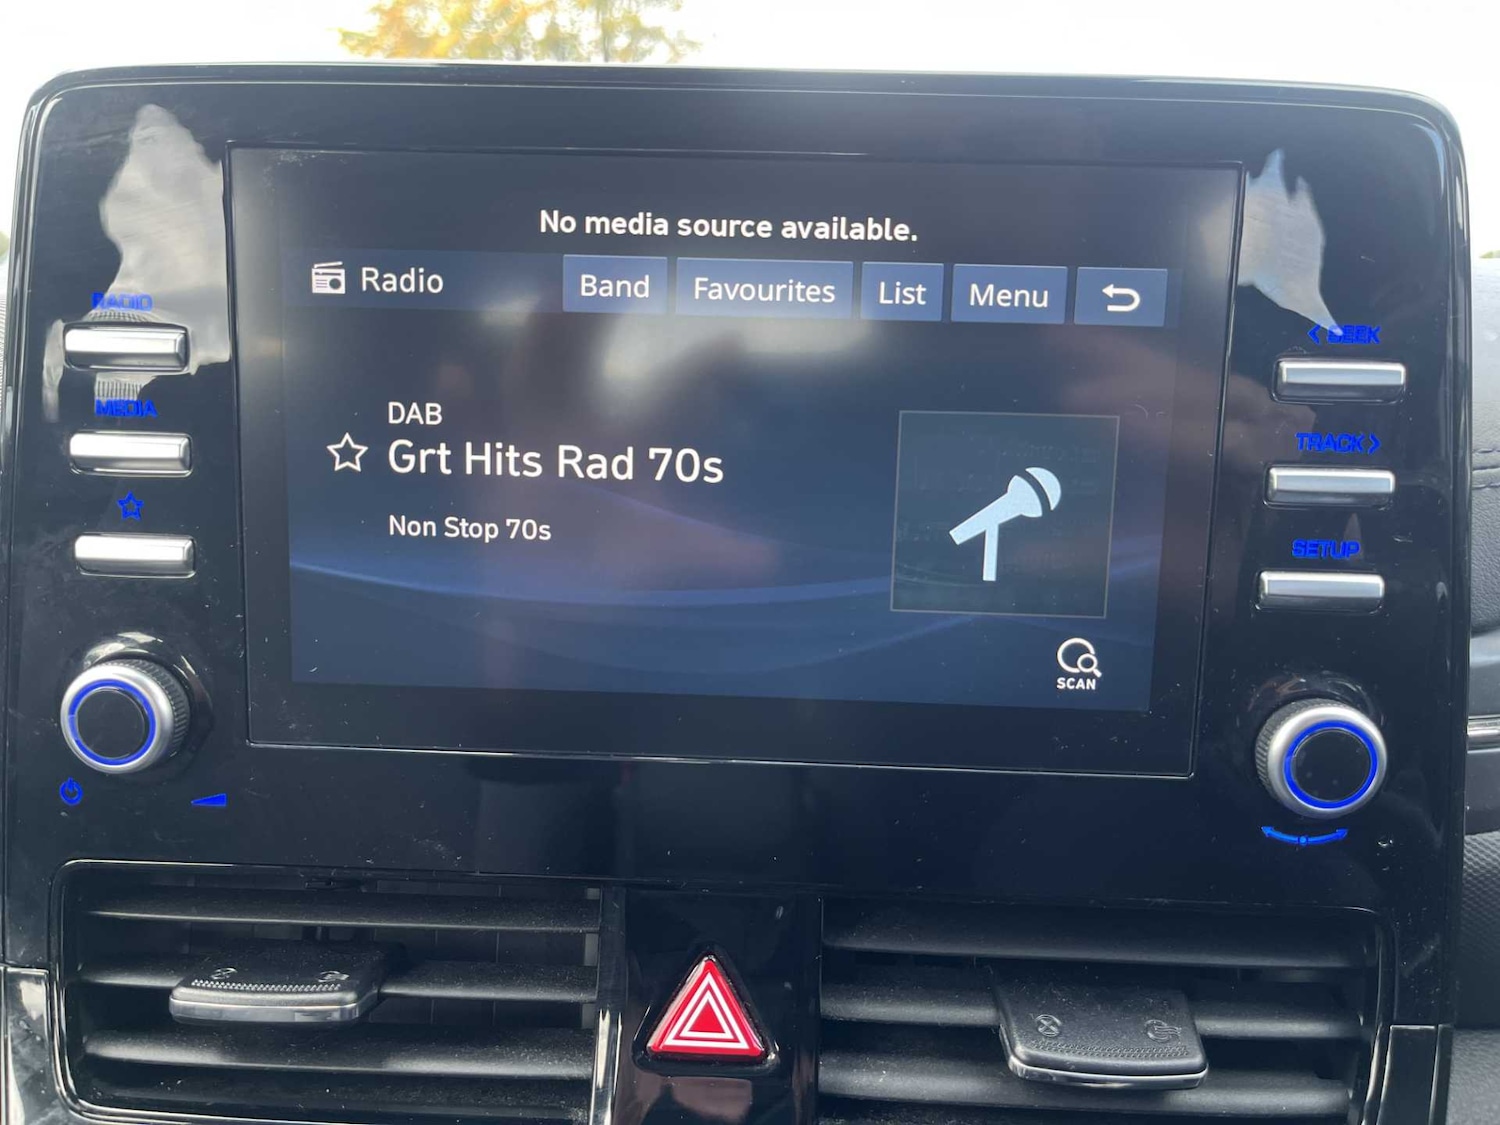 No media source available.
Radio
Band
Favourites
List
Menu
DAB
Grt Hits Rad 70s
Non Stop 70s
SCAN
RADIO
MEDIA
< SEEK
TRACK >
SETUP